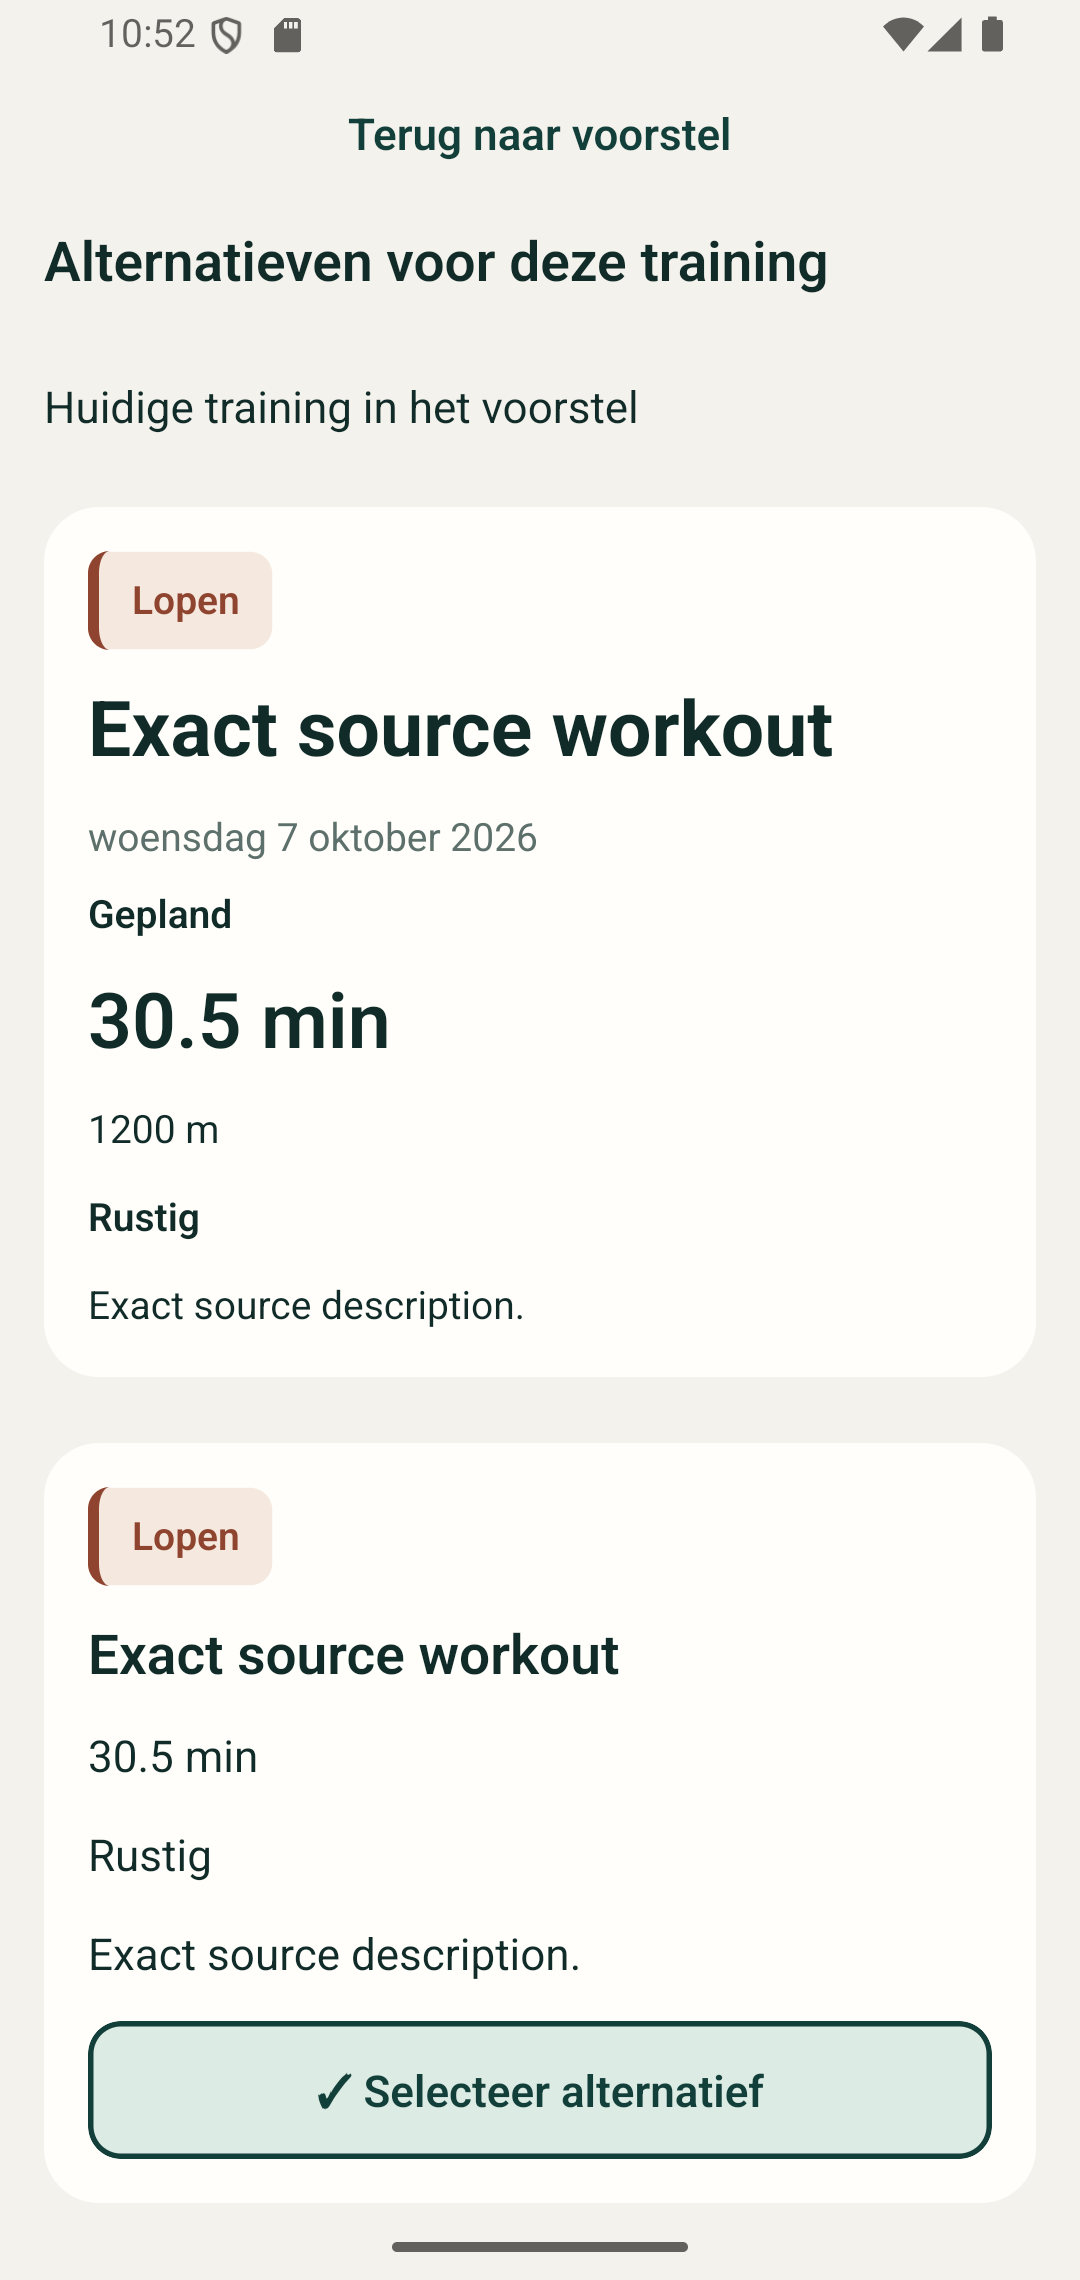 10:52
Terug naar voorstel
Alternatieven voor deze training
Huidige training in het voorstel
Lopen
Exact source workout
woensdag 7 oktober 2026
Gepland
30.5 min
1200 m
Rustig
Exact source description.
Lopen
Exact source workout
30.5 min
Rustig
Exact source description.
✓ Selecteer alternatief